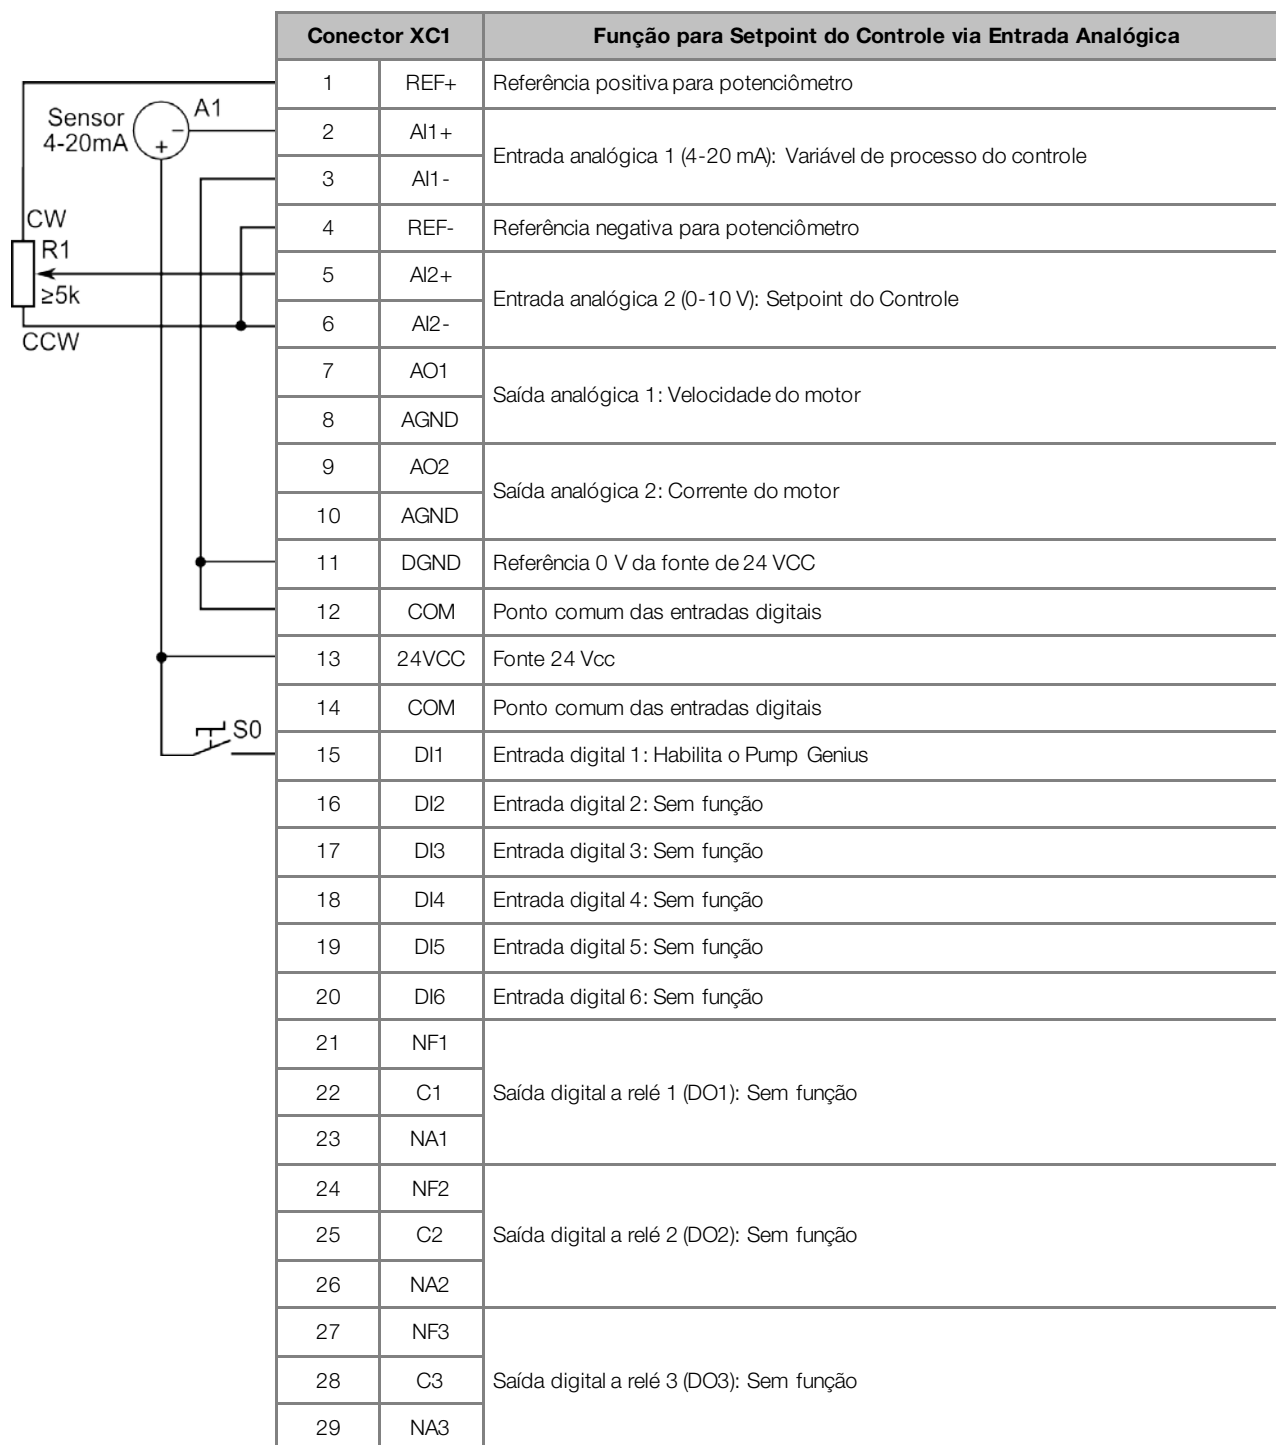 Conector XC1 Função para Setpoint do Controle via Entrada Analógica
1 REF+ Referência positiva para potenciômetro
2 AI1+
Entrada analógica 1 (4-20 mA): Variável de processo do controle
3 AI1-
4 REF- Referência negativa para potenciômetro
5 AI2+
Entrada analógica 2 (0-10 V): Setpoint do Controle
6 AI2-
7 AO1
Saída analógica 1: Velocidade do motor
8 AGND
9 AO2
Saída analógica 2: Corrente do motor
10 AGND
11 DGND Referência 0 V da fonte de 24 VCC
12 COM Ponto comum das entradas digitais
13 24VCC Fonte 24 Vcc
14 COM Ponto comum das entradas digitais
15 DI1 Entrada digital 1: Habilita o Pump Genius
16 DI2 Entrada digital 2: Sem função
17 DI3 Entrada digital 3: Sem função
18 DI4 Entrada digital 4: Sem função
19 DI5 Entrada digital 5: Sem função
20 DI6 Entrada digital 6: Sem função
21 NF1
22 C1 Saída digital a relé 1 (DO1): Sem função
23 NA1
24 NF2
25 C2 Saída digital a relé 2 (DO2): Sem função
26 NA2
27 NF3
28 C3 Saída digital a relé 3 (DO3): Sem função
29 NA3
Sensor
4-20mA
A1
−
+
CW
R1
≥5k
CCW
S0